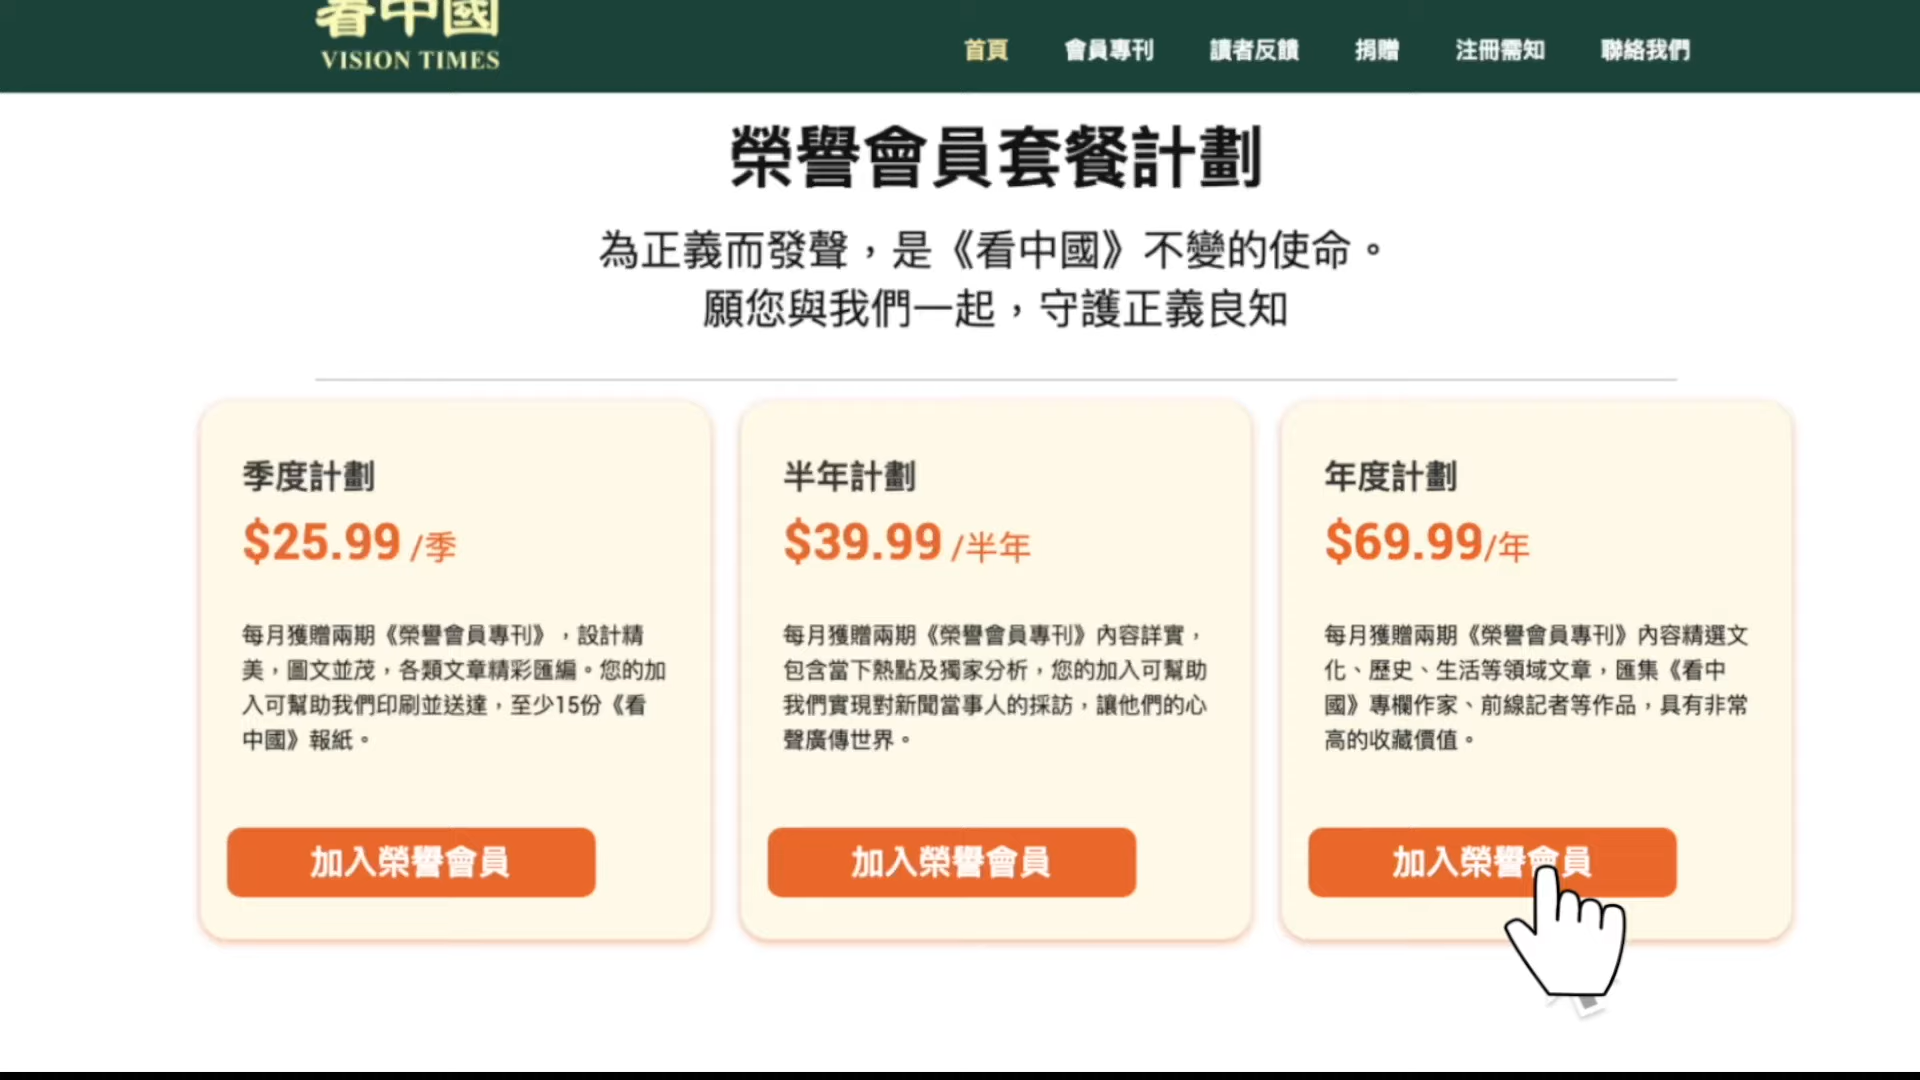 看中國
VISION TIMES
首頁
會員專刊
讀者反饋
捐贈
注冊需知
聯絡我們
榮譽會員套餐計劃
為正義而發聲，是《看中國》不變的使命。
願您與我們一起，守護正義良知
季度計劃
$25.99 /季
每月獲贈兩期《榮譽會員專刊》，設計精
美，圖文並茂，各類文章精彩匯編。您的加
入可幫助我們印刷並送達，至少15份《看
中國》報紙。
加入榮譽會員
半年計劃
$39.99 /半年
每月獲贈兩期《榮譽會員專刊》內容詳實，
包含當下熱點及獨家分析，您的加入可幫助
我們實現對新聞當事人的採訪，讓他們的心
聲廣傳世界。
加入榮譽會員
年度計劃
$69.99/年
每月獲贈兩期《榮譽會員專刊》內容精選文
化、歷史、生活等領域文章，匯集《看中
國》專欄作家、前線記者等作品，具有非常
高的收藏價值。
加入榮譽會員